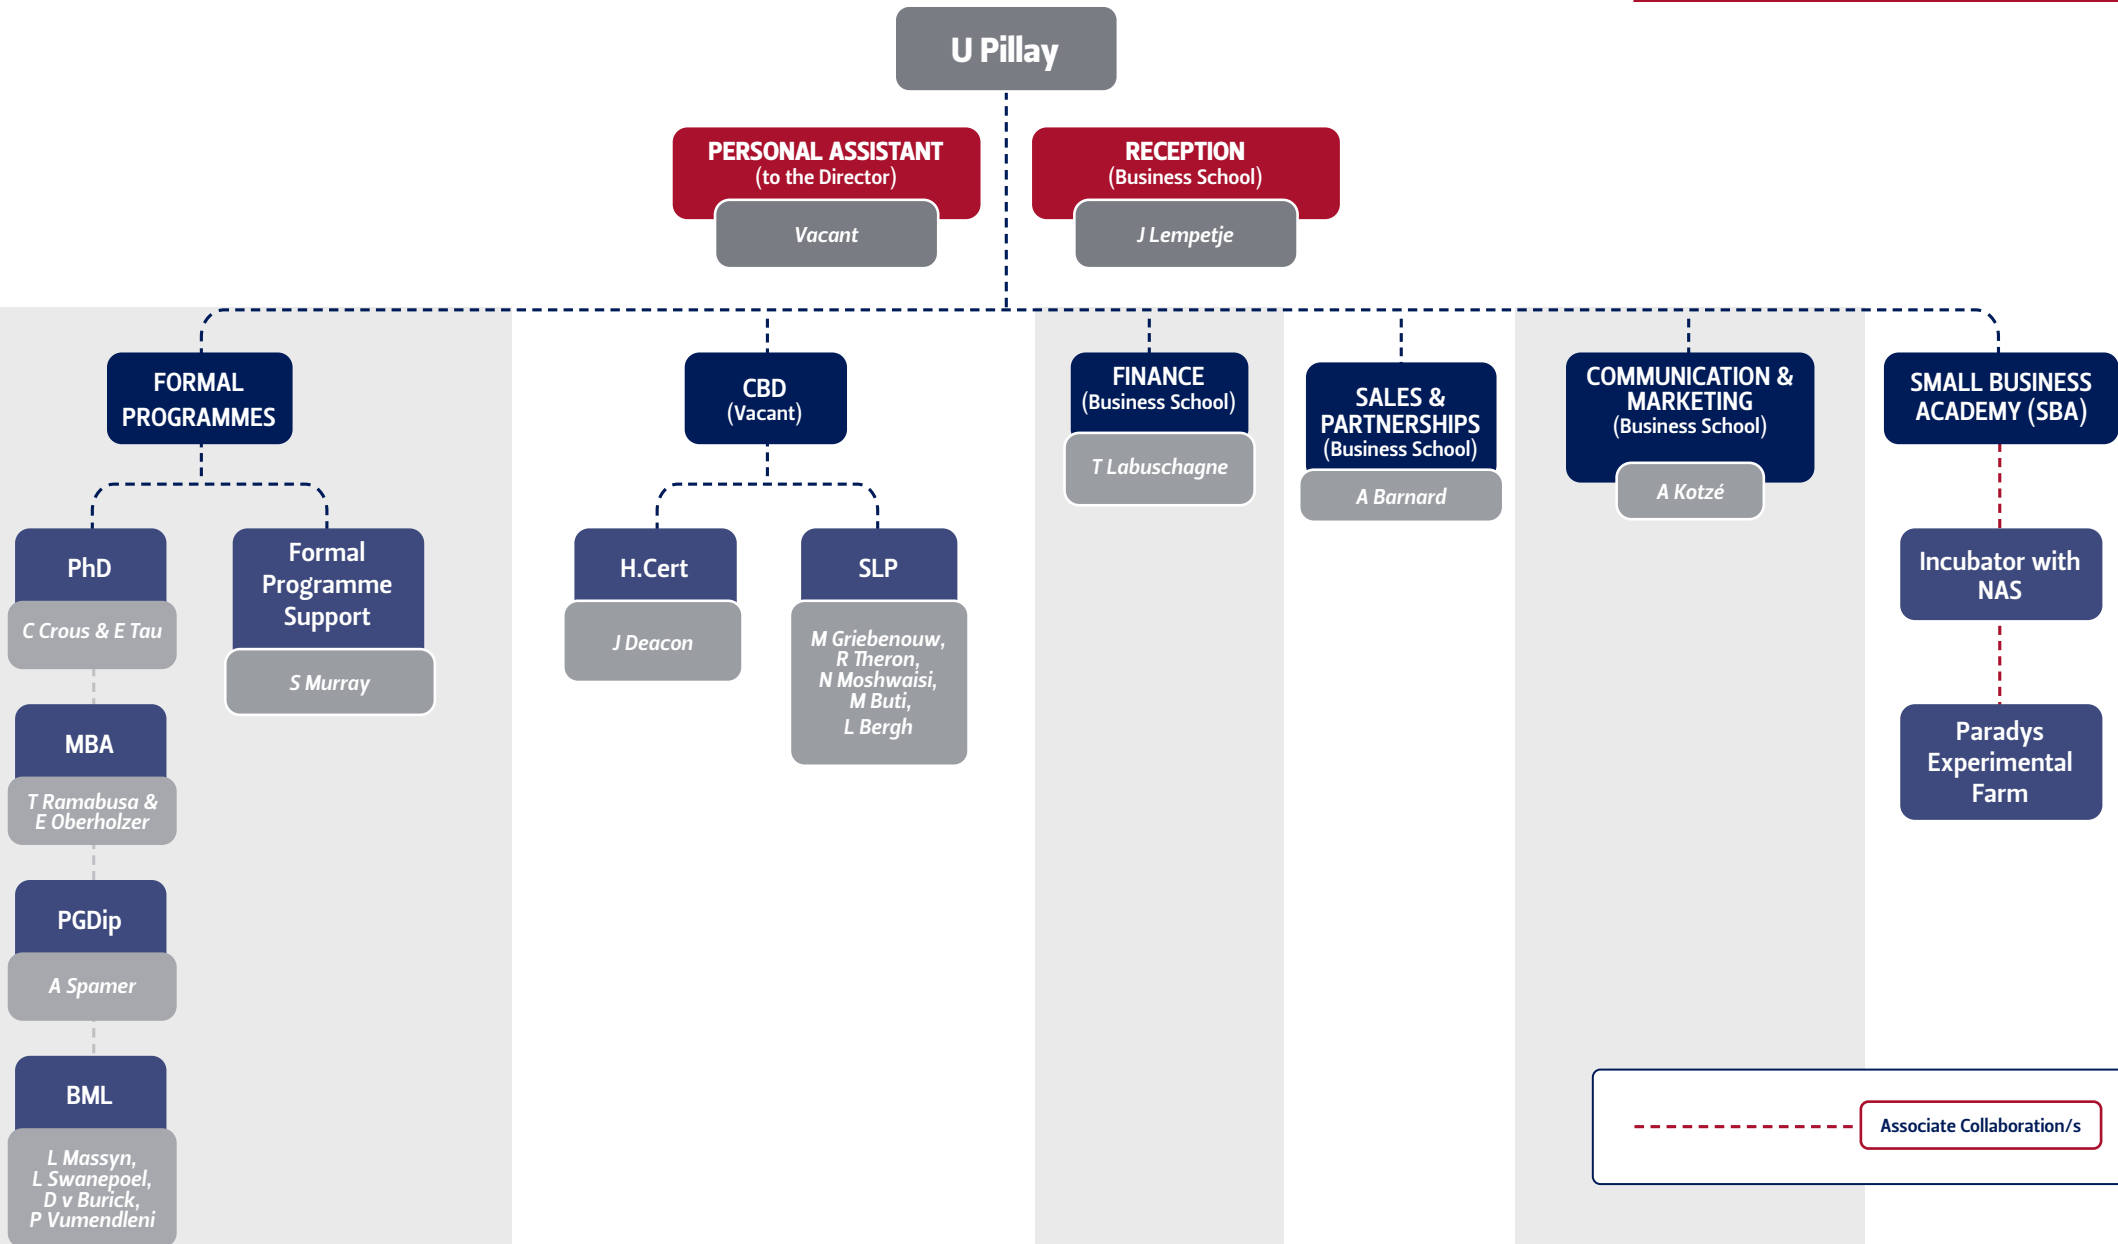 U Pillay
PERSONAL ASSISTANT
(to the Director)
Vacant
RECEPTION
(Business School)
J Lempetje
FORMAL
PROGRAMMES
CBD
(Vacant)
FINANCE
(Business School)
T Labuschagne
SALES &
PARTNERSHIPS
(Business School)
A Barnard
COMMUNICATION &
MARKETING
(Business School)
A Kotzé
SMALL BUSINESS
ACADEMY (SBA)
PhD
C Crous & E Tau
Formal
Programme
Support
S Murray
H.Cert
J Deacon
SLP
M Griebenouw,
R Theron,
N Moshwaisi,
M Buti,
L Bergh
Incubator with
NAS
MBA
T Ramabusa &
E Oberholzer
Paradys
Experimental
Farm
PGDip
A Spamer
BML
L Massyn,
L Swanepoel,
D v Burick,
P Vumendleni
Associate Collaboration/s